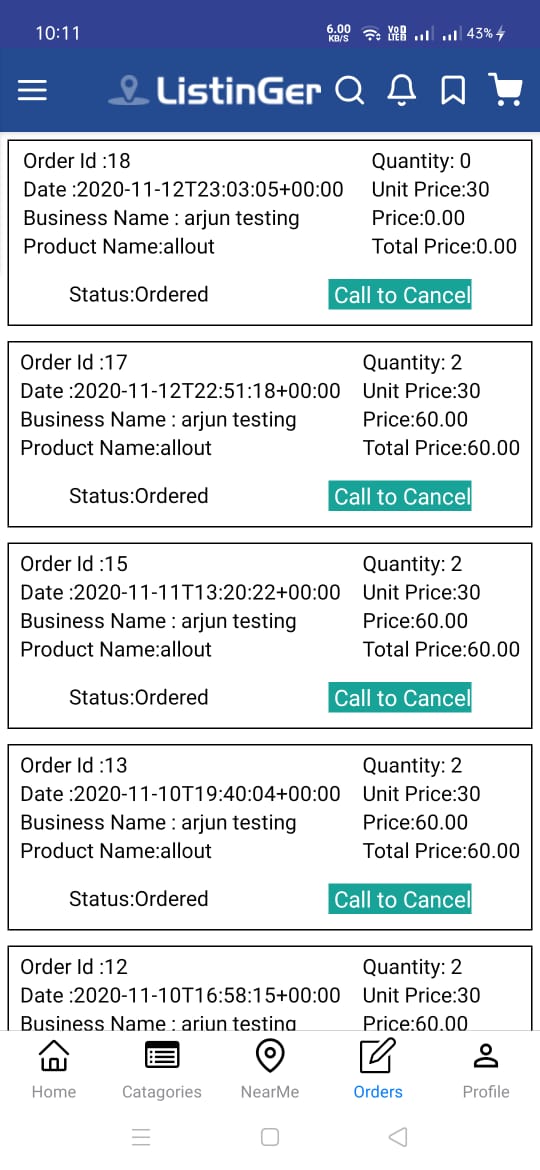 10:11
6.00 KB/S
VoD LTE 2
43%
ListinGer
Order Id :18
Quantity: 0
Date :2020-11-12T23:03:05+00:00
Unit Price:30
Business Name : arjun testing
Price:0.00
Product Name:allout
Total Price:0.00
Status:Ordered
Call to Cancel
Order Id :17
Quantity: 2
Date :2020-11-12T22:51:18+00:00
Unit Price:30
Business Name : arjun testing
Price:60.00
Product Name:allout
Total Price:60.00
Status:Ordered
Call to Cancel
Order Id :15
Quantity: 2
Date :2020-11-11T13:20:22+00:00
Unit Price:30
Business Name : arjun testing
Price:60.00
Product Name:allout
Total Price:60.00
Status:Ordered
Call to Cancel
Order Id :13
Quantity: 2
Date :2020-11-10T19:40:04+00:00
Unit Price:30
Business Name : arjun testing
Price:60.00
Product Name:allout
Total Price:60.00
Status:Ordered
Call to Cancel
Order Id :12
Quantity: 2
Date :2020-11-10T16:58:15+00:00
Unit Price:30
Business Name : arjun testing
Price:60.00
Home
Catagories
NearMe
Orders
Profile